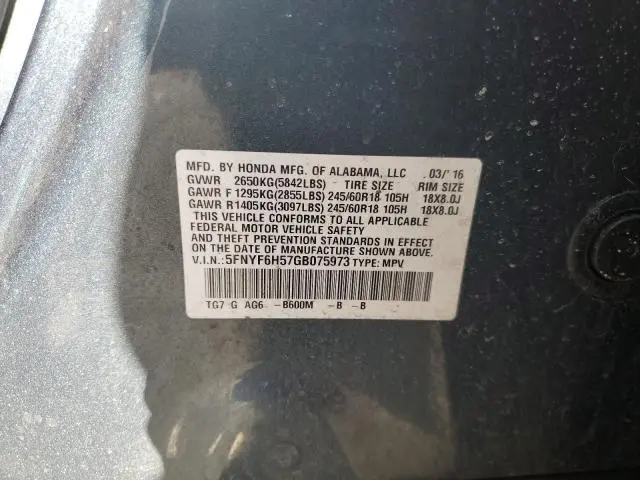 MFD. BY HONDA MFG. OF ALABAMA, LLC 03/'16
GVWR 2650KG(5842LBS) TIRE SIZE RIM SIZE
GAWR F 1295KG(2855LBS) 245/60R18 105H 18X8.0J
GAWR R 1405KG(3097LBS) 245/60R18 105H 18X8.0J
THIS VEHICLE CONFORMS TO ALL APPLICABLE
FEDERAL MOTOR VEHICLE SAFETY
AND THEFT PREVENTION STANDARDS IN EFFECT
ON DATE OF MANUFACTURE SHOWN ABOVE.
V.I.N.: 5FNYF6H57GB075973 TYPE: MPV
TG7 G AG6 -B600M -B -B